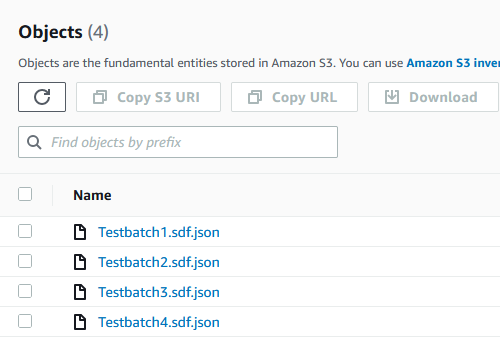 Objects (4)
Objects are the fundamental entities stored in Amazon S3. You can use Amazon S3 inver
Copy S3 URI Copy URL Download
Find objects by prefix
Name
Testbatch1.sdf.json
Testbatch2.sdf.json
Testbatch3.sdf.json
Testbatch4.sdf.json